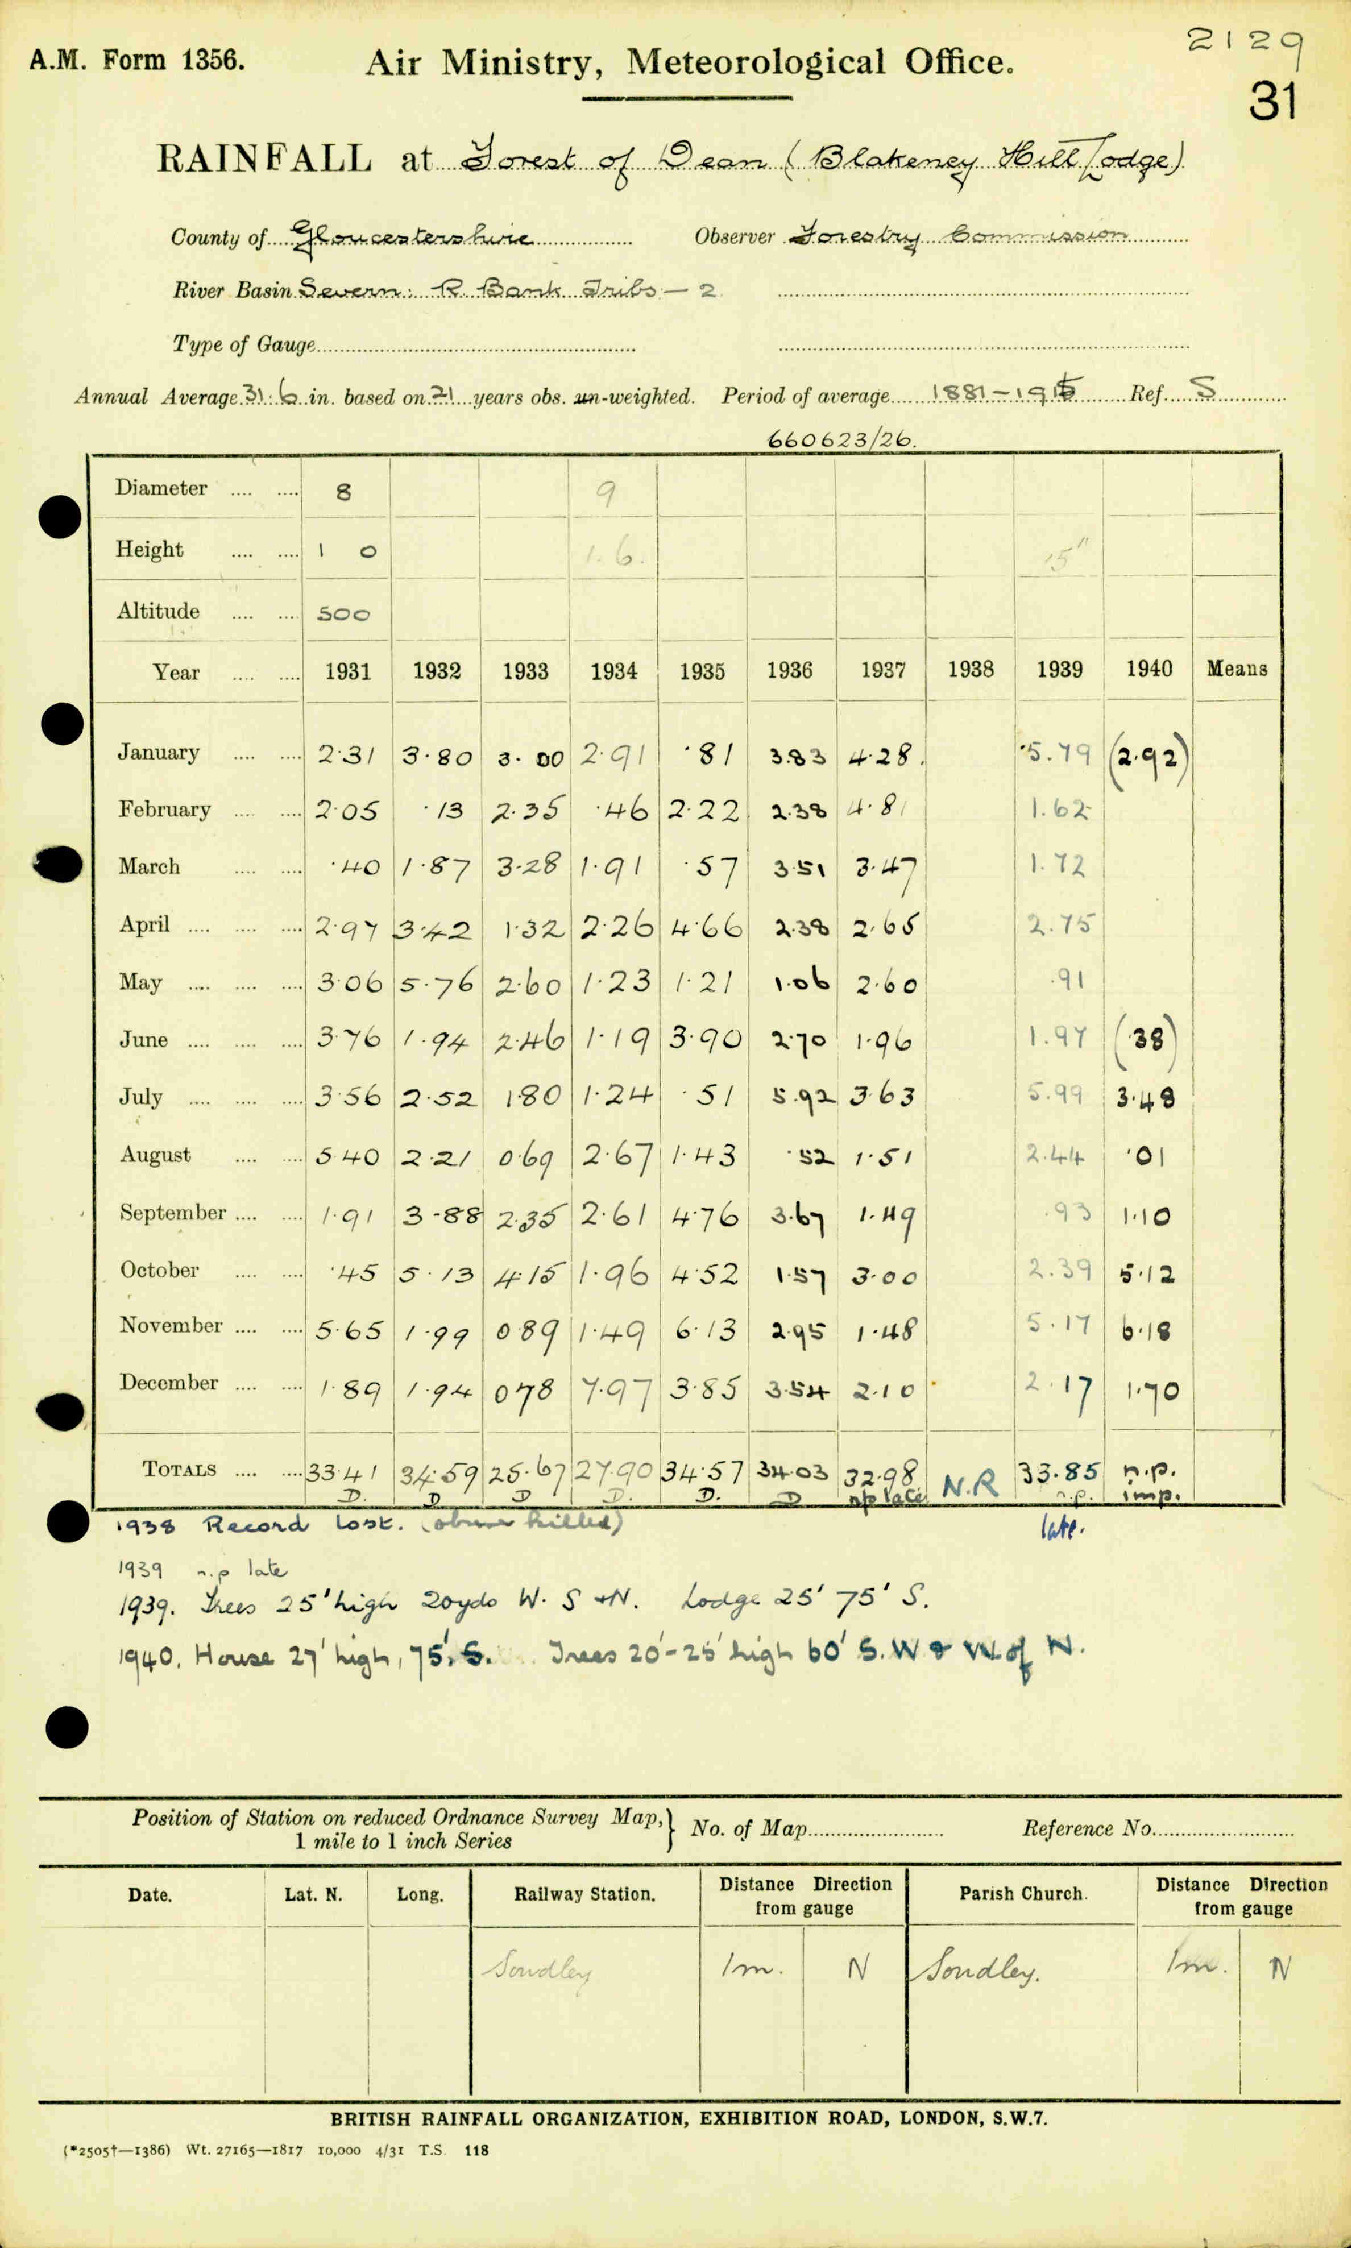 2129
A.M. Form 1356. Air Ministry, Meteorological Office.
31
RAINFALL at Forest of Dean (Blakeney Hill Lodge)
County of Gloucestershire Observer Forestry Commission
River Basin Severn: R. Bank Tribs — 2
Type of Gauge
Annual Average 31.6 in. based on 21 years obs. un-weighted. Period of average 1881-1915 Ref. S
660623/26.
Diameter .... .... 8 9
Height .... .... 1 0 1.6. 15"
Altitude .... .... 500
Year .... .... 1931 1932 1933 1934 1935 1936 1937 1938 1939 1940 Means
January .... .... 2.31 3.80 3.00 2.91 .81 3.83 4.28. 5.79 (2.92)
February .... .... 2.05 .13 2.35 .46 2.22 2.38 4.81 1.62
March .... .... .40 1.87 3.28 1.91 .57 3.51 3.47 1.72
April .... .... .... 2.97 3.42 1.32 2.26 4.66 2.38 2.65 2.75
May .... .... .... 3.06 5.76 2.60 1.23 1.21 1.06 2.60 .91
June .... .... .... 3.76 1.94 2.46 1.19 3.90 2.70 1.96 1.97 (.38)
July .... .... .... 3.56 2.52 1.80 1.24 .51 5.92 3.63 5.99 3.48
August .... .... 5.40 2.21 0.69 2.67 1.43 .52 1.51 2.44 .01
September .... .... 1.91 3.88 2.35 2.61 4.76 3.67 1.49 .93 1.10
October .... .... .45 5.13 4.15 1.96 4.52 1.57 3.00 2.39 5.12
November .... .... 5.65 1.99 0.89 1.49 6.13 2.95 1.48 5.17 6.18
December .... .... 1.89 1.94 0.78 7.97 3.85 3.54 2.10 2.17 1.70
TOTALS .... .... 33.41 34.59 25.67 27.90 34.57 34.03 32.98 N.R 33.85 n.p.
D. D D D. D. D np late n.p. imp.
1938 Record lost. (obser killed) late.
1939 n.p late
1939. Trees 25' high 20yds W. S +N. Lodge 25' 75' S.
1940. House 27' high, 75'. S. Trees 20'-25' high 60' S.W & W of N.
Position of Station on reduced Ordnance Survey Map,} No. of Map Reference No.
1 mile to 1 inch Series
Date. Lat. N. Long. Railway Station. Distance Direction from gauge Parish Church. Distance Direction from gauge
Soudley 1m. N Soudley. 1m. N
BRITISH RAINFALL ORGANIZATION, EXHIBITION ROAD, LONDON, S.W.7.
(*2505†—1386) Wt. 27165—1817 10,000 4/31 T.S. 118